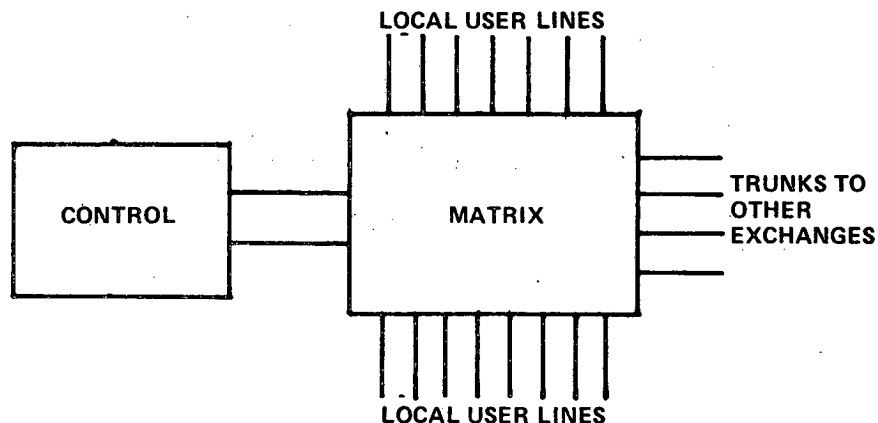 LOCAL USER LINES
CONTROL
MATRIX
TRUNKS TO
OTHER
EXCHANGES
LOCAL USER LINES